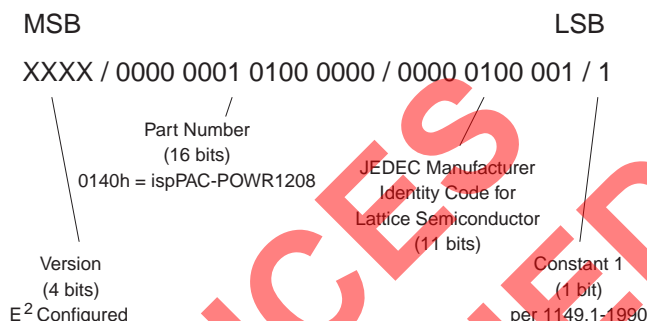 MSB LSB
XXXX / 0000 0001 0100 0000 / 0000 0100 001 / 1
Part Number
(16 bits)
0140h = ispPAC-POWR1208
JEDEC Manufacturer
Identity Code for
Lattice Semiconductor
(11 bits)
Version
(4 bits)
E2 Configured
Constant 1
(1 bit)
per 1149.1-1990